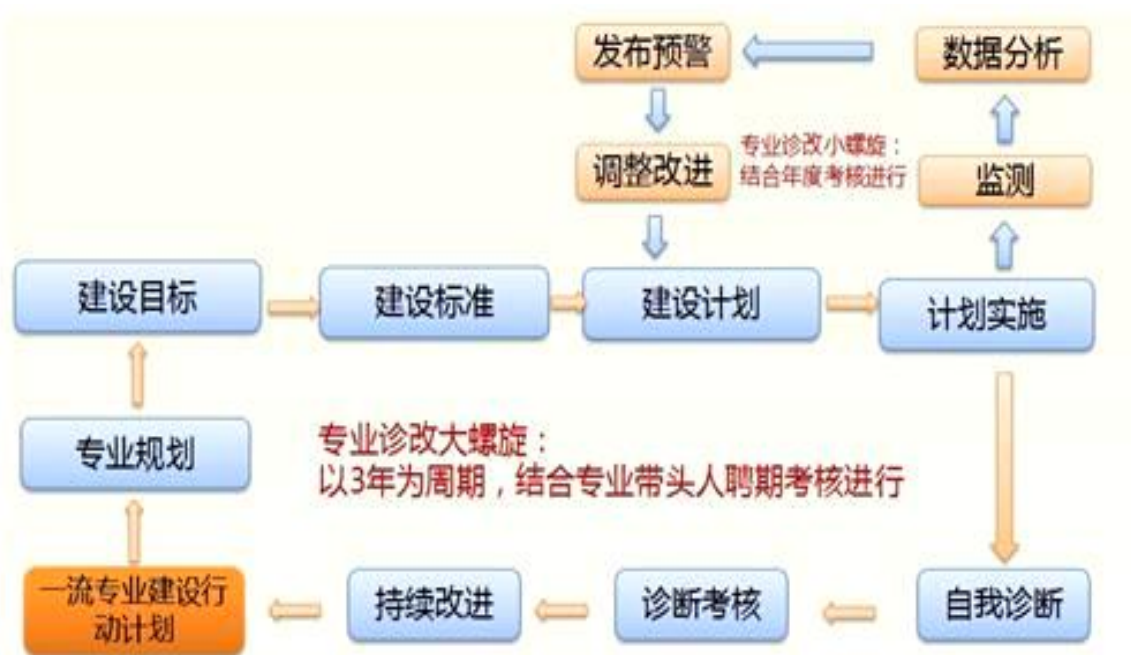 发布预警
数据分析
专业诊改小螺旋：
结合年度考核进行
调整改进
监测
建设目标
建设标准
建设计划
计划实施
专业规划
专业诊改大螺旋：
以3年为周期，结合专业带头人聘期考核进行
一流专业建设行
动计划
持续改进
诊断考核
自我诊断